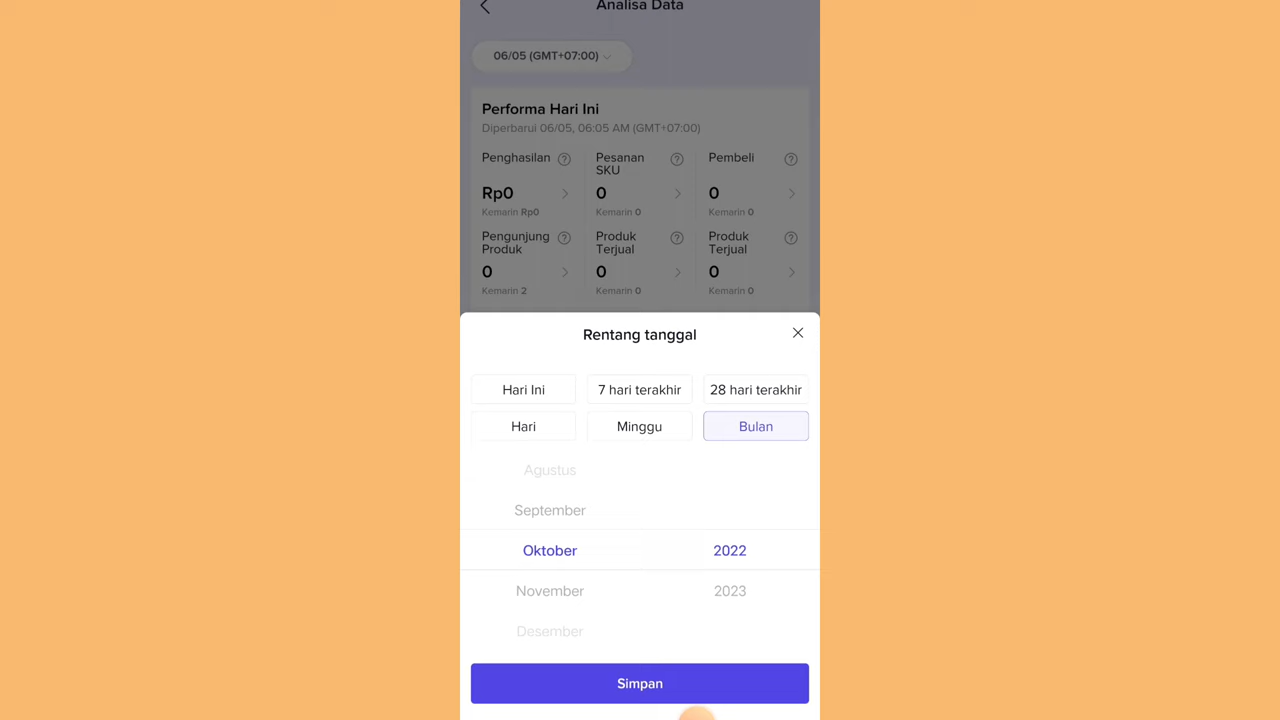 Analisa Data
06/05 (GMT+07:00)
Performa Hari Ini
Diperbarui 06/05, 06:05 AM (GMT+07:00)
Penghasilan
Pesanan
SKU
Pembeli
Rp0
0
0
Kemarin Rp0
Kemarin 0
Kemarin 0
Pengunjung
Produk
Produk
Terjual
Produk
Terjual
0
0
0
Kemarin 2
Kemarin 0
Kemarin 0
Rentang tanggal
Hari Ini
7 hari terakhir
28 hari terakhir
Hari
Minggu
Bulan
Agustus
September
Oktober
2022
November
2023
Desember
Simpan